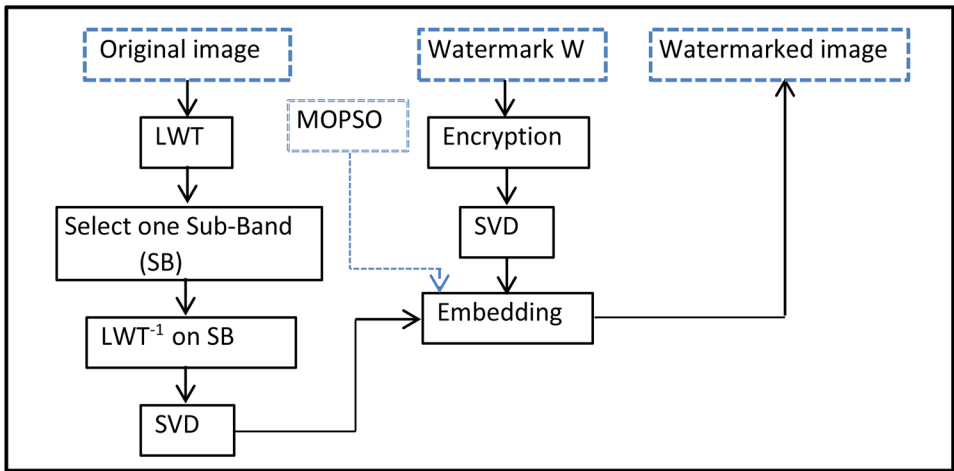 Original image
Watermark W
Watermarked image
MOPSO
LWT
Encryption
Select one Sub-Band
(SB)
SVD
Embedding
LWT⁻¹ on SB
SVD